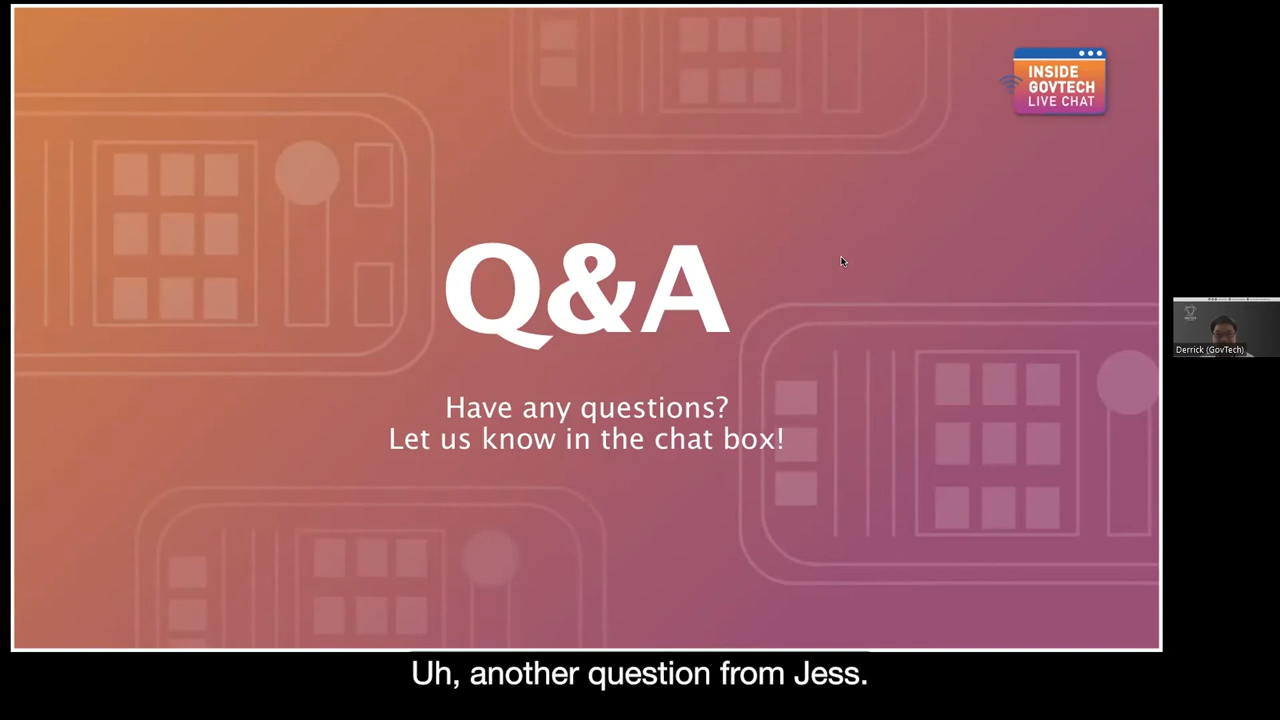 INSIDE
GOVTECH
LIVE CHAT
Q&A
Have any questions?
Let us know in the chat box!
Derrick (GovTech)
Uh, another question from Jess.